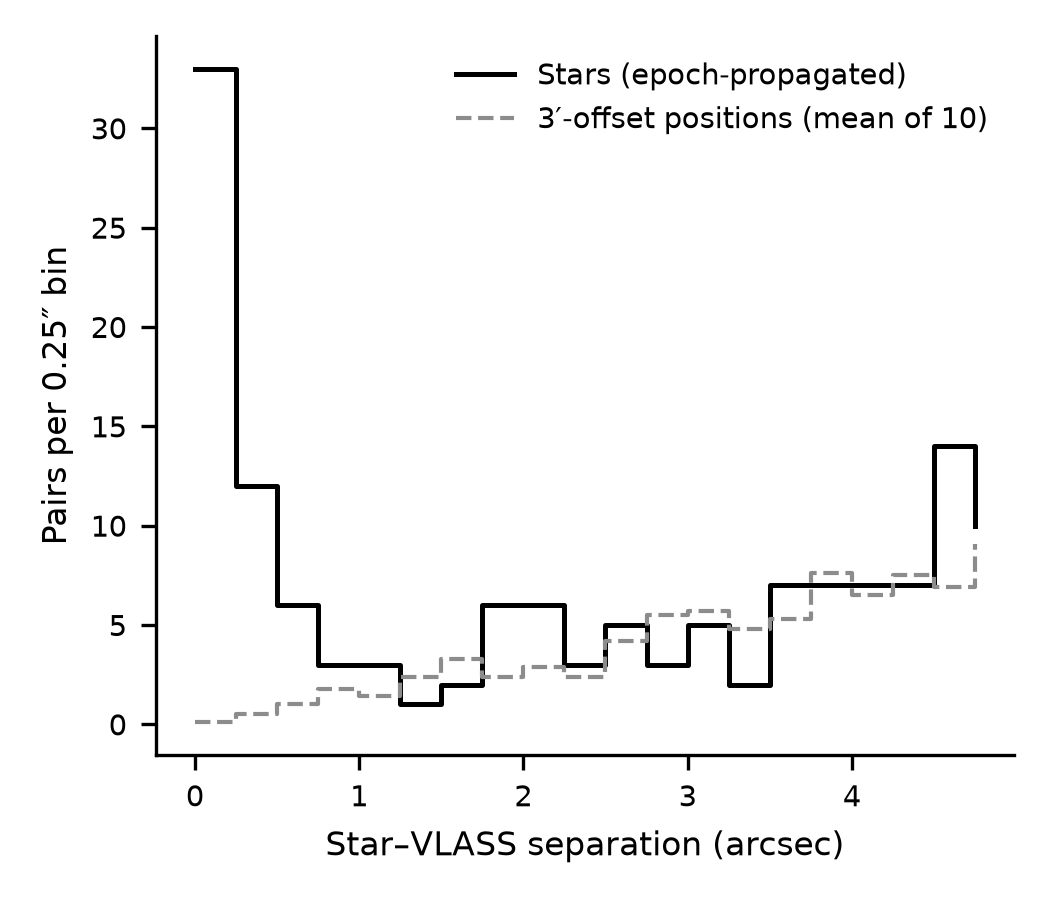 Stars (epoch-propagated)
3′-offset positions (mean of 10)
Pairs per 0.25″ bin
30
25
20
15
10
5
0
0 1 2 3 4
Star–VLASS separation (arcsec)